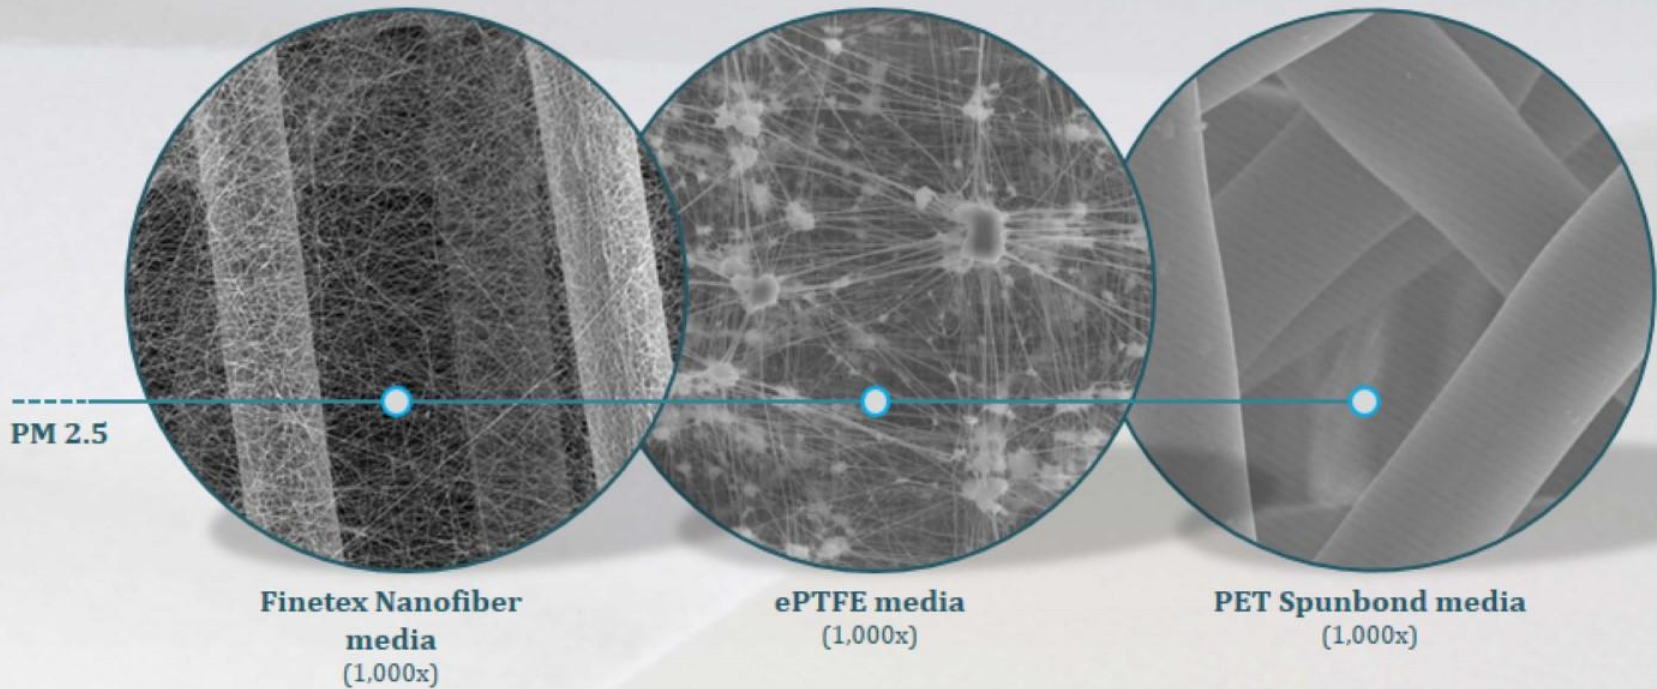 PM 2.5
Finetex Nanofiber
media
(1,000x)
ePTFE media
(1,000x)
PET Spunbond media
(1,000x)